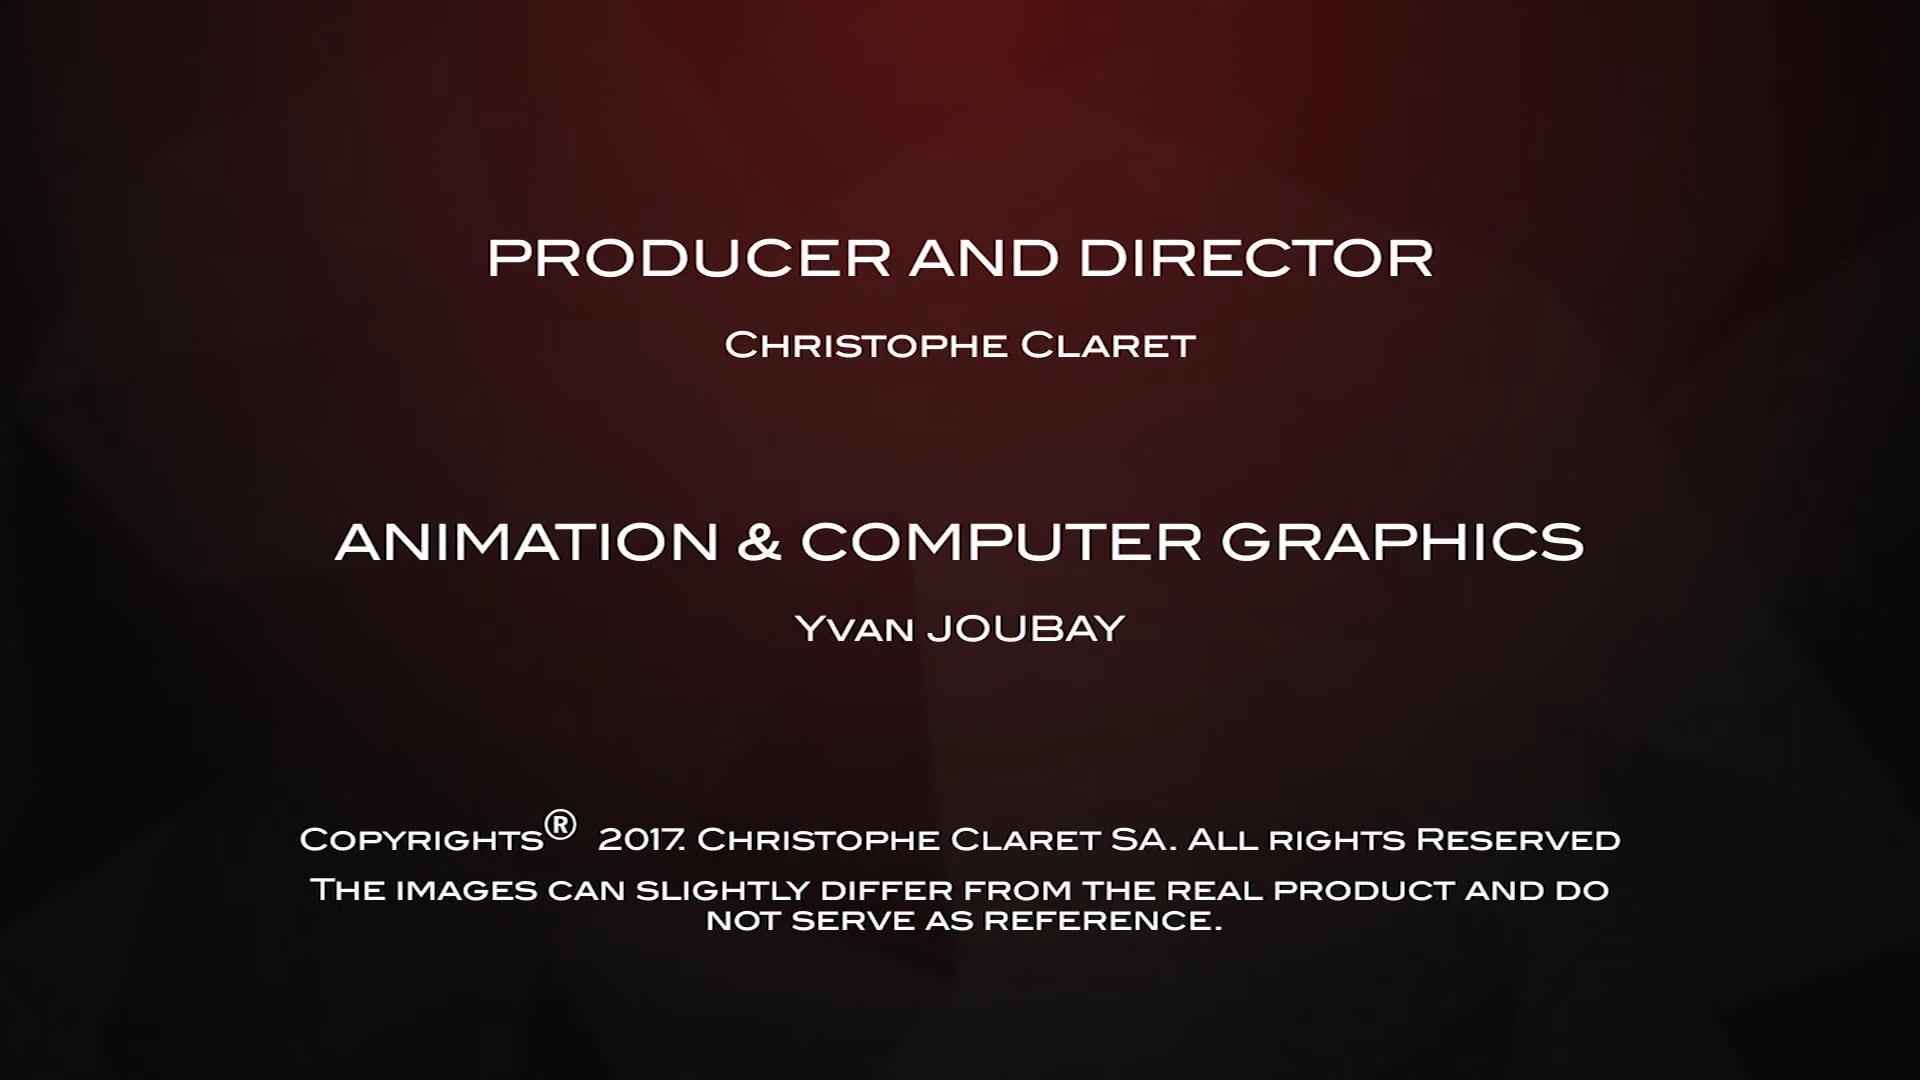 PRODUCER AND DIRECTOR
Christophe Claret
ANIMATION & COMPUTER GRAPHICS
Yvan JOUBAY
Copyrights® 2017. Christophe Claret SA. All rights Reserved
The images can slightly differ from the real product and do
not serve as reference.